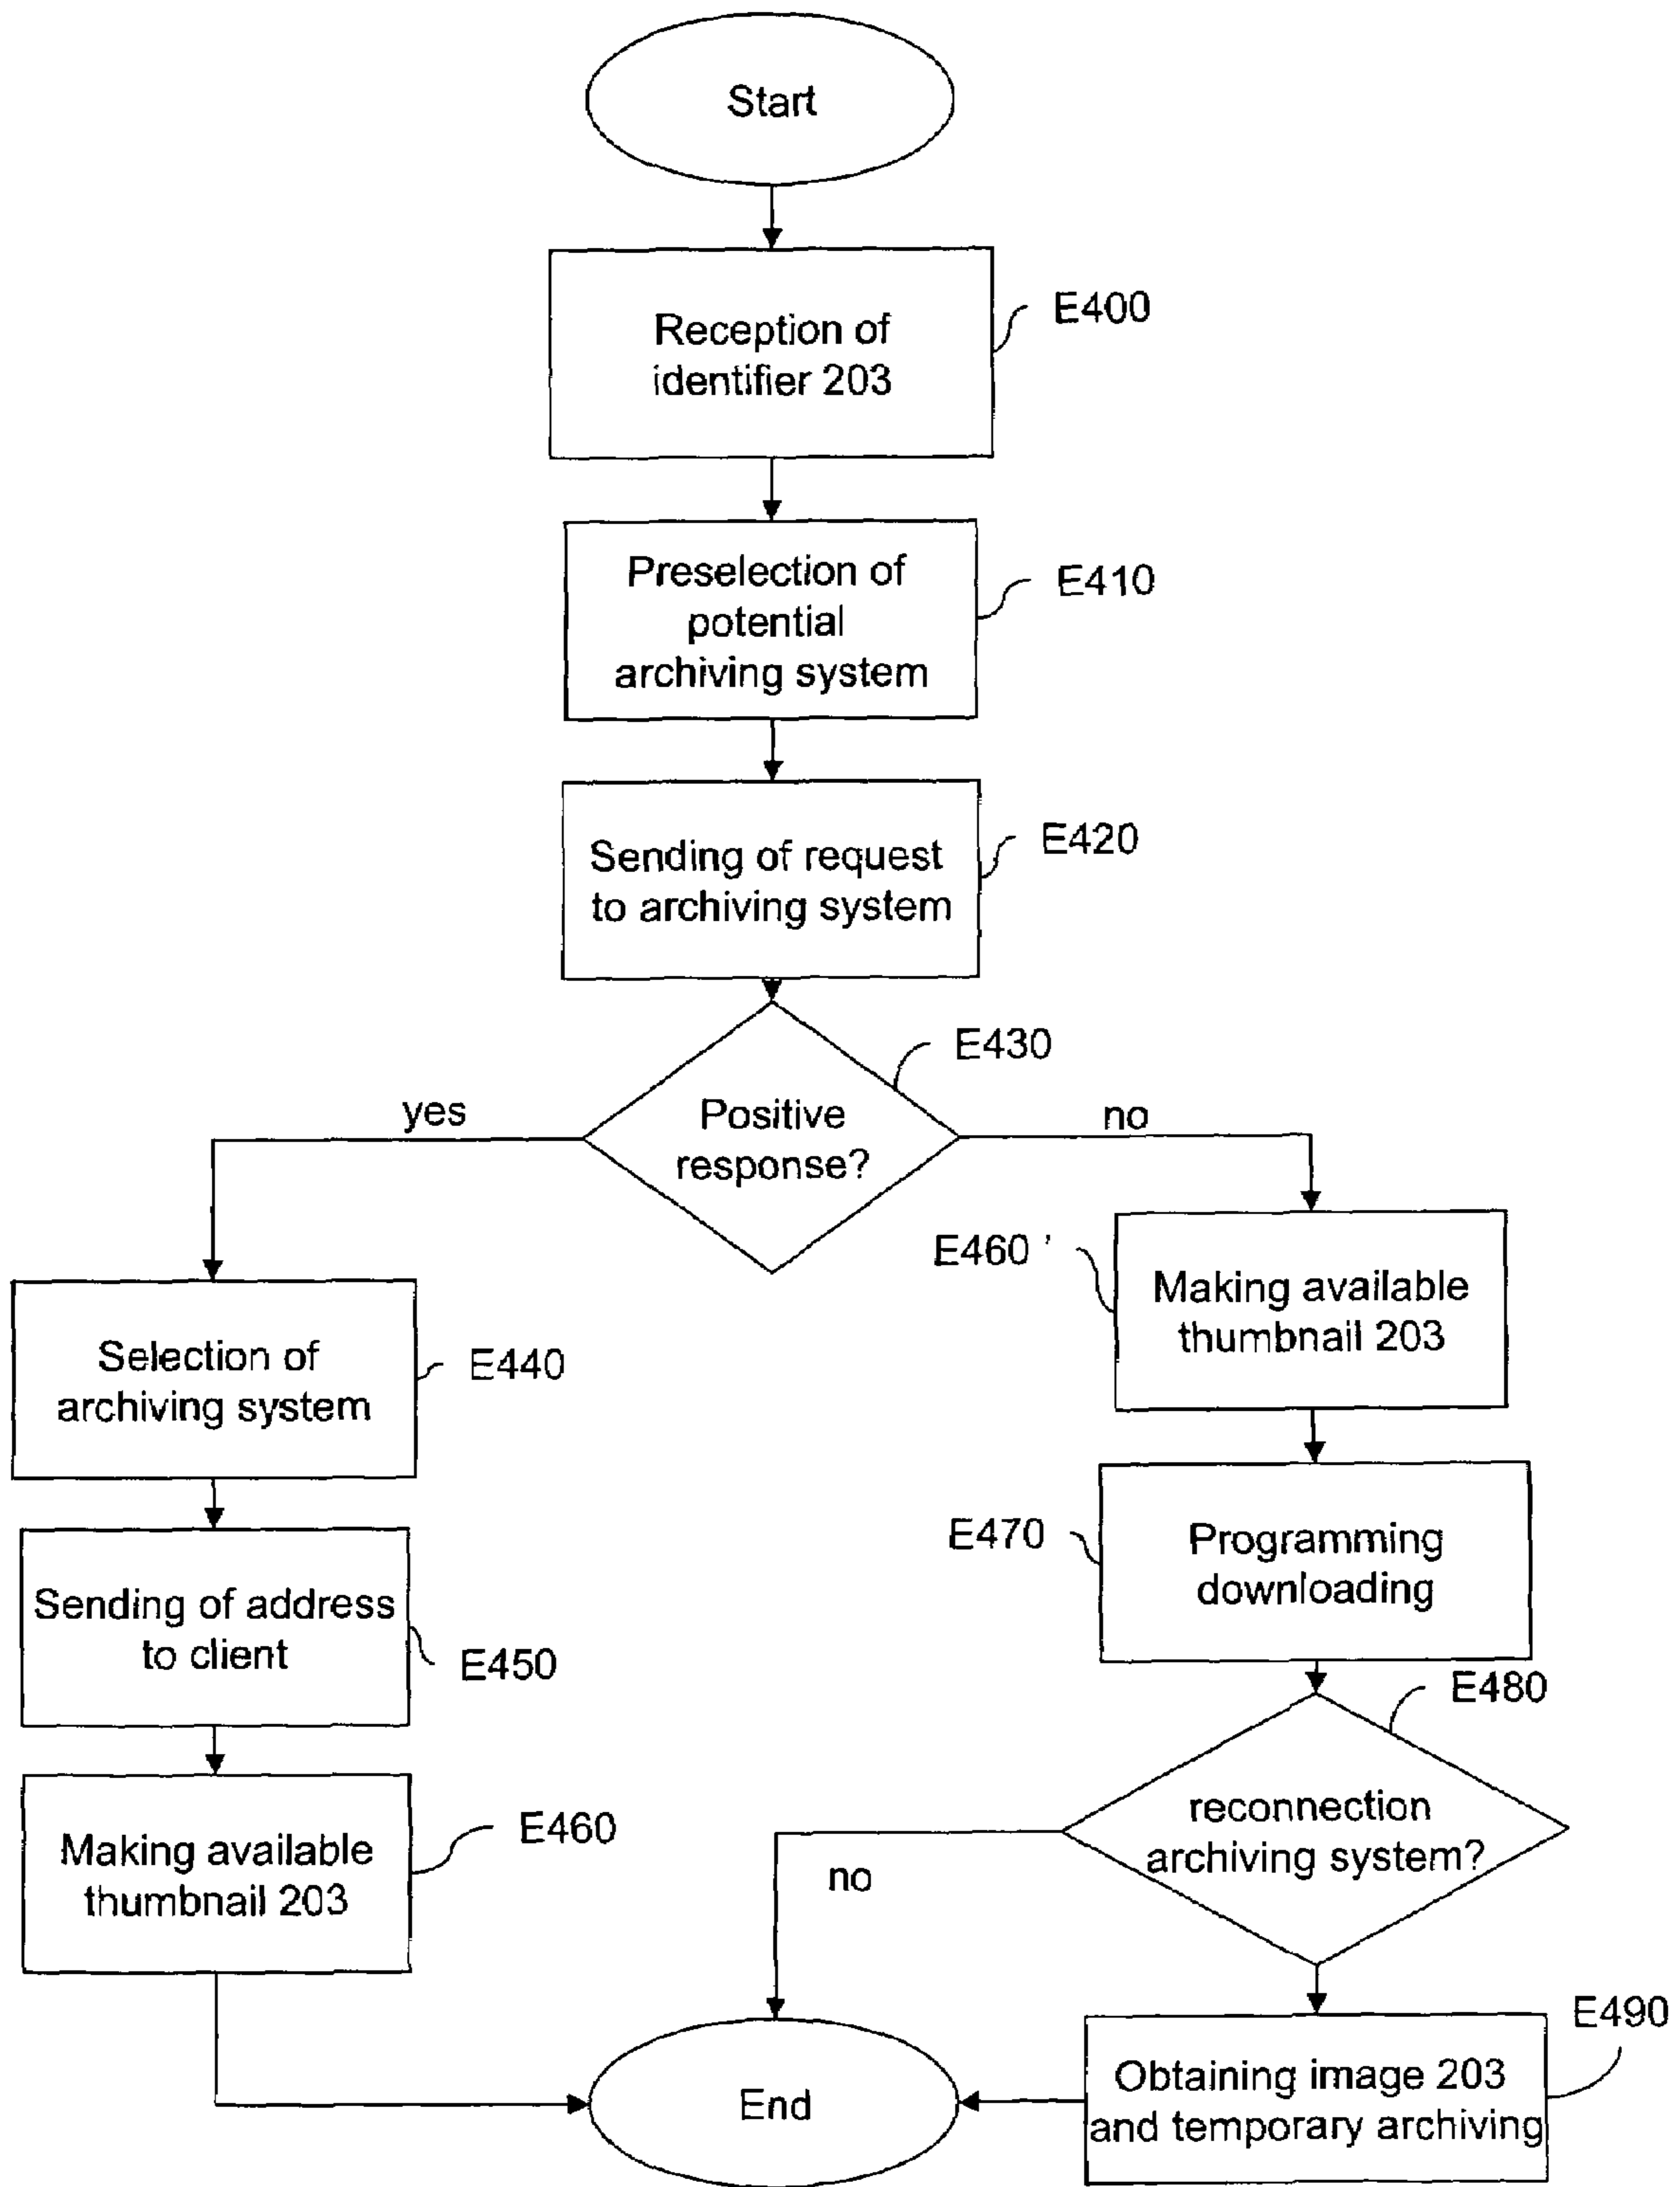 Start
Reception of
identifier 203
E400
Preselection of
potential
archiving system
E410
Sending of request
to archiving system
E420
Positive
response?
E430
yes
no
Selection of
archiving system
E440
Sending of address
to client
E450
Making available
thumbnail 203
E460
E460 '
Making available
thumbnail 203
E470
Programming
downloading
E480
reconnection
archiving system?
no
E490
Obtaining image 203
and temporary archiving
End